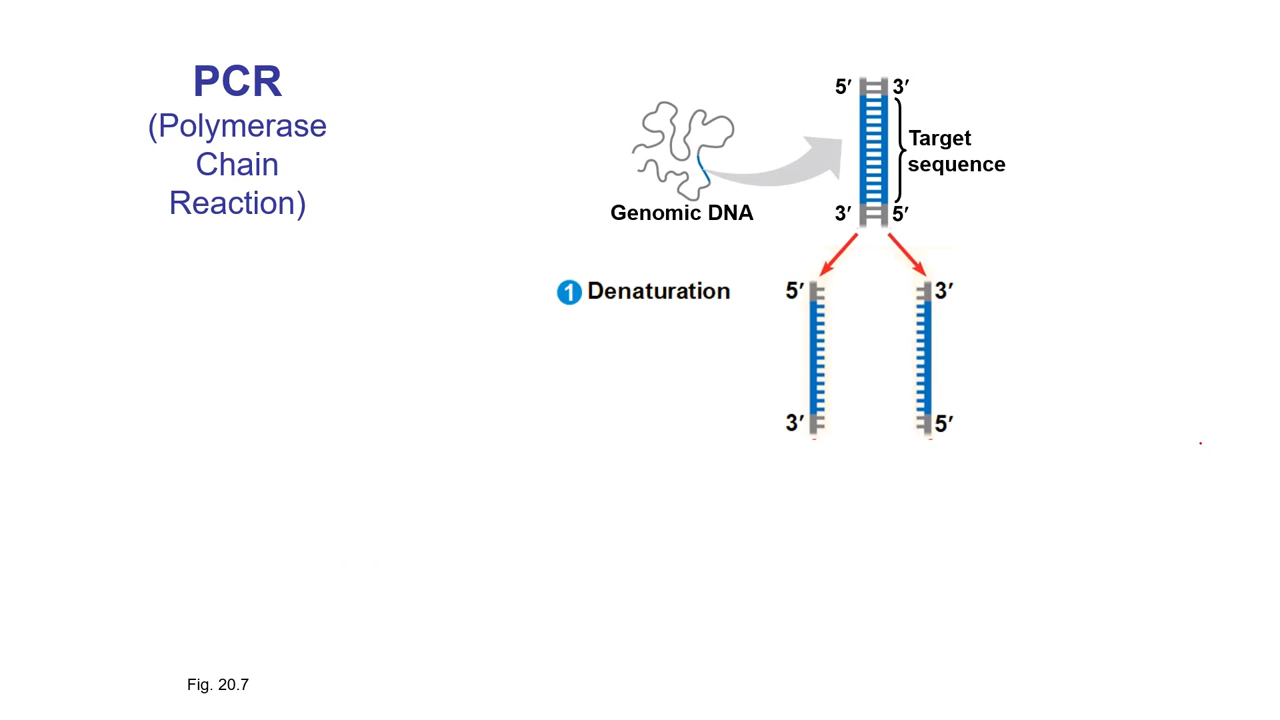 PCR
(Polymerase
Chain
Reaction)
5′ 3′
Target
sequence
Genomic DNA
3′ 5′
1 Denaturation
5′ 3′
3′ 5′
Fig. 20.7